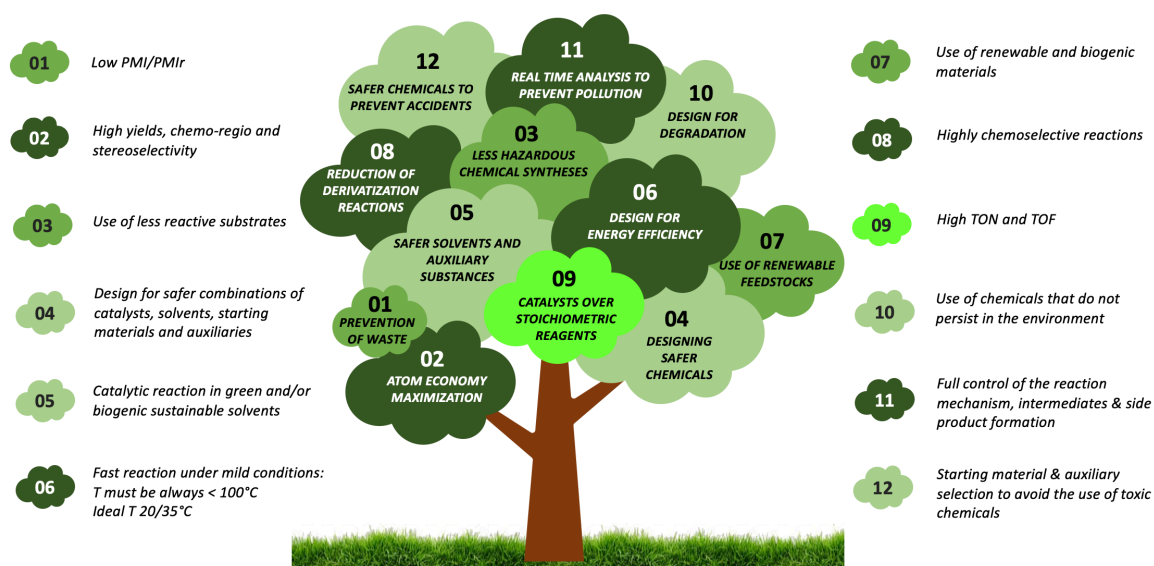 01
Low PMI/PMIr
02
High yields, chemo-regio and
stereoselectivity
03
Use of less reactive substrates
04
Design for safer combinations of
catalysts, solvents, starting
materials and auxiliaries
05
Catalytic reaction in green and/or
biogenic sustainable solvents
06
Fast reaction under mild conditions:
T must be always < 100°C
Ideal T 20/35°C
12
SAFER CHEMICALS TO
PREVENT ACCIDENTS
11
REAL TIME ANALYSIS TO
PREVENT POLLUTION
10
DESIGN FOR
DEGRADATION
08
REDUCTION OF
DERIVATIZATION
REACTIONS
03
LESS HAZARDOUS
CHEMICAL SYNTHESES
06
DESIGN FOR
ENERGY EFFICIENCY
05
SAFER SOLVENTS AND
AUXILIARY
SUBSTANCES
07
USE OF RENEWABLE
FEEDSTOCKS
09
CATALYSTS OVER
STOICHIOMETRIC
REAGENTS
01
PREVENTION
OF WASTE
04
DESIGNING
SAFER
CHEMICALS
02
ATOM ECONOMY
MAXIMIZATION
07
Use of renewable and biogenic
materials
08
Highly chemoselective reactions
09
High TON and TOF
10
Use of chemicals that do not
persist in the environment
11
Full control of the reaction
mechanism, intermediates & side
product formation
12
Starting material & auxiliary
selection to avoid the use of toxic
chemicals